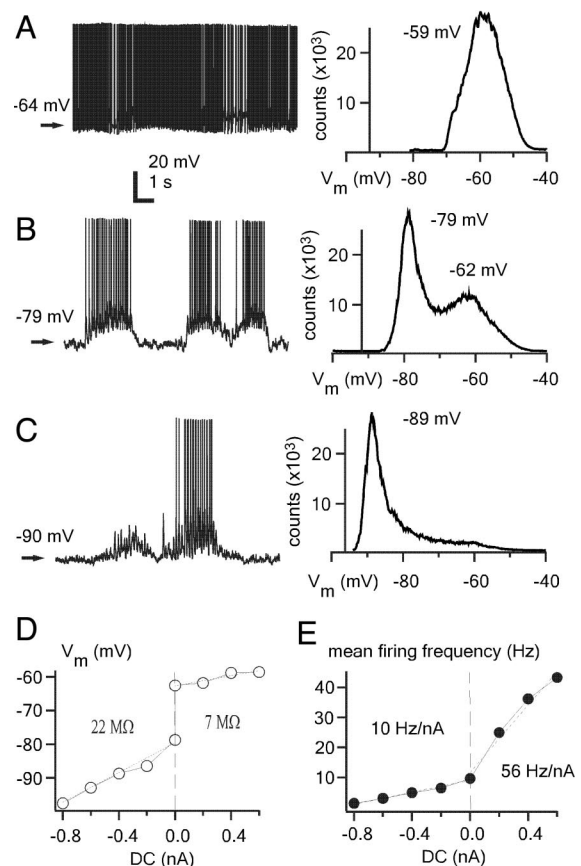 A
-64 mV
20 mV
1 s
counts (x10³)
20
10
-59 mV
V_m (mV)
-80
-60
-40
B
-79 mV
counts (x10³)
20
10
-79 mV
-62 mV
V_m (mV)
-80
-60
-40
C
-90 mV
counts (x10³)
20
10
-89 mV
V_m (mV)
-80
-60
-40
D
V_m (mV)
-60
-70
-80
-90
22 MΩ
7 MΩ
-0.8
-0.4
0.0
0.4
DC (nA)
E
mean firing frequency (Hz)
40
30
20
10
10 Hz/nA
56 Hz/nA
-0.8
-0.4
0.0
0.4
DC (nA)